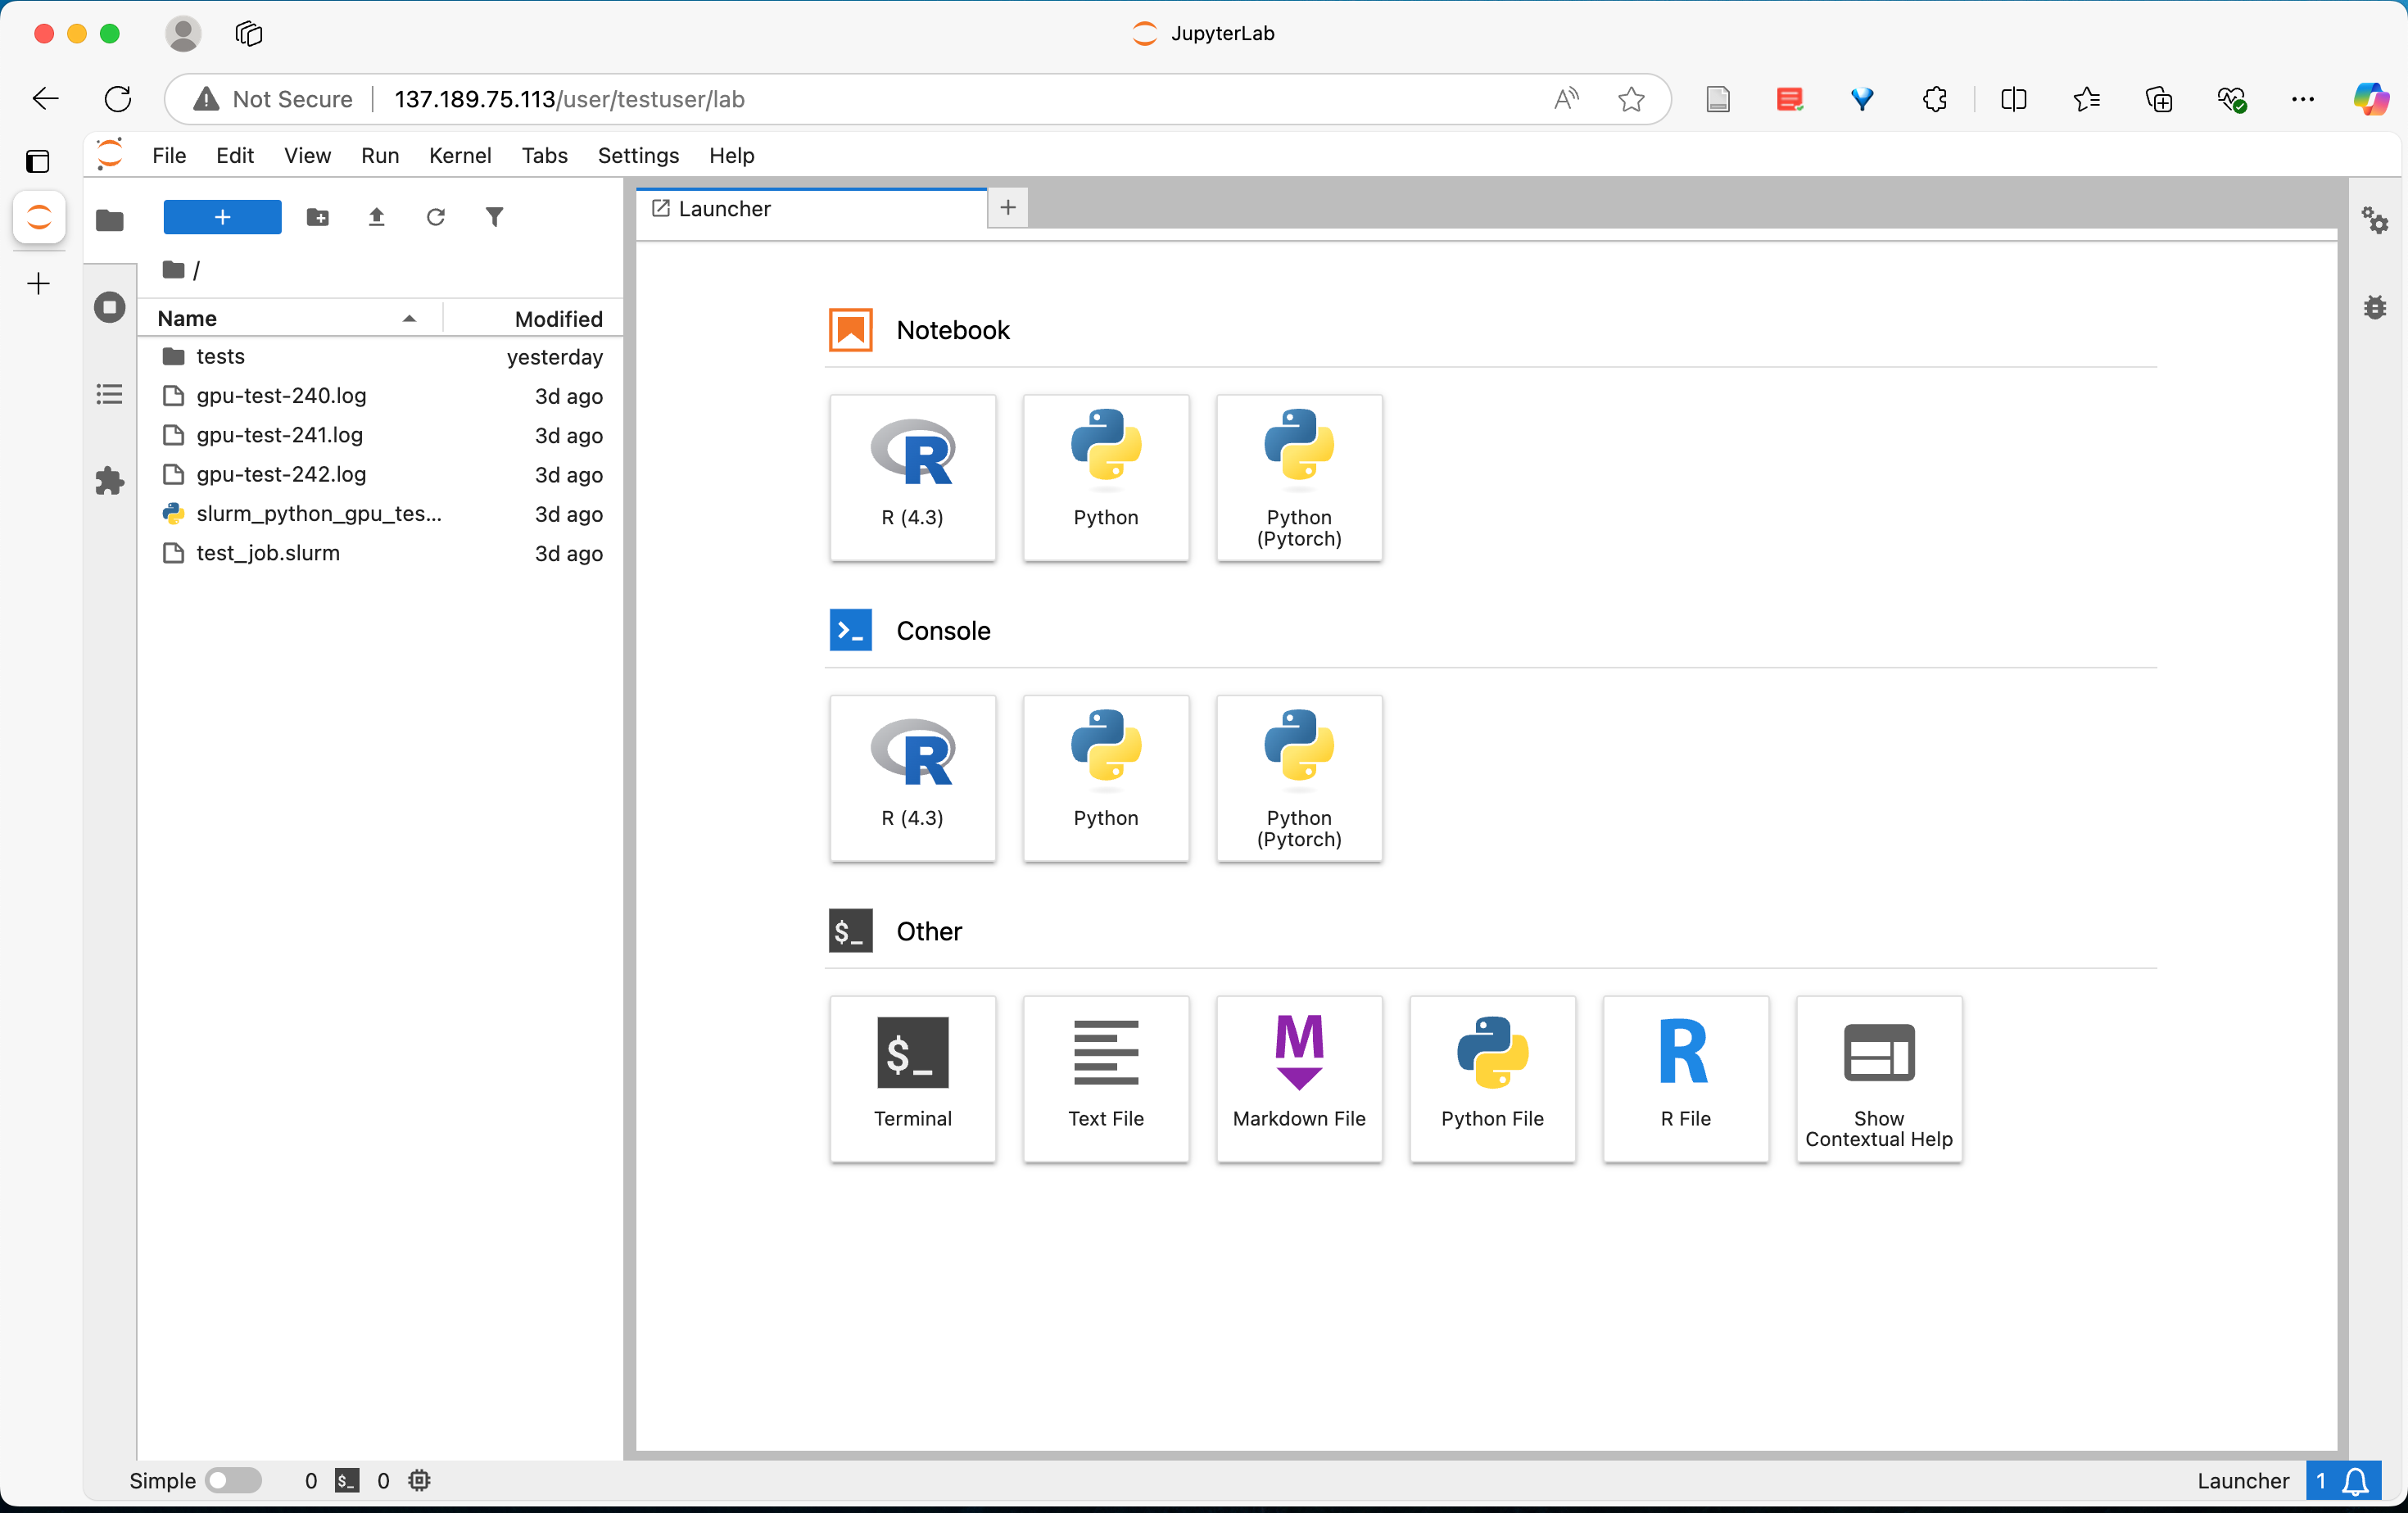 JupyterLab
Not Secure 137.189.75.113/user/testuser/lab
File Edit View Run Kernel Tabs Settings Help
Launcher
/
Name Modified
tests yesterday
gpu-test-240.log 3d ago
gpu-test-241.log 3d ago
gpu-test-242.log 3d ago
slurm_python_gpu_tes... 3d ago
test_job.slurm 3d ago
Notebook
R (4.3)
Python
Python
(Pytorch)
Console
R (4.3)
Python
Python
(Pytorch)
$_ Other
$_
Terminal
Text File
M
Markdown File
Python File
R
R File
Show
Contextual Help
Simple 0 $_ 0 Launcher 1